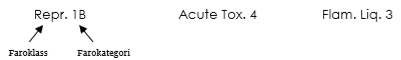 Repr. 1B Acute Tox. 4 Flam. Liq. 3
Faroklass Farokategori